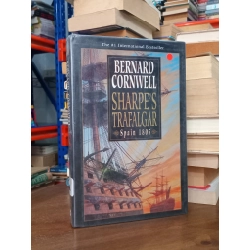 The #1 International Bestseller
BERNARD
CORNWELL
SHARPE'S
TRAFALGAR
Spain 1805